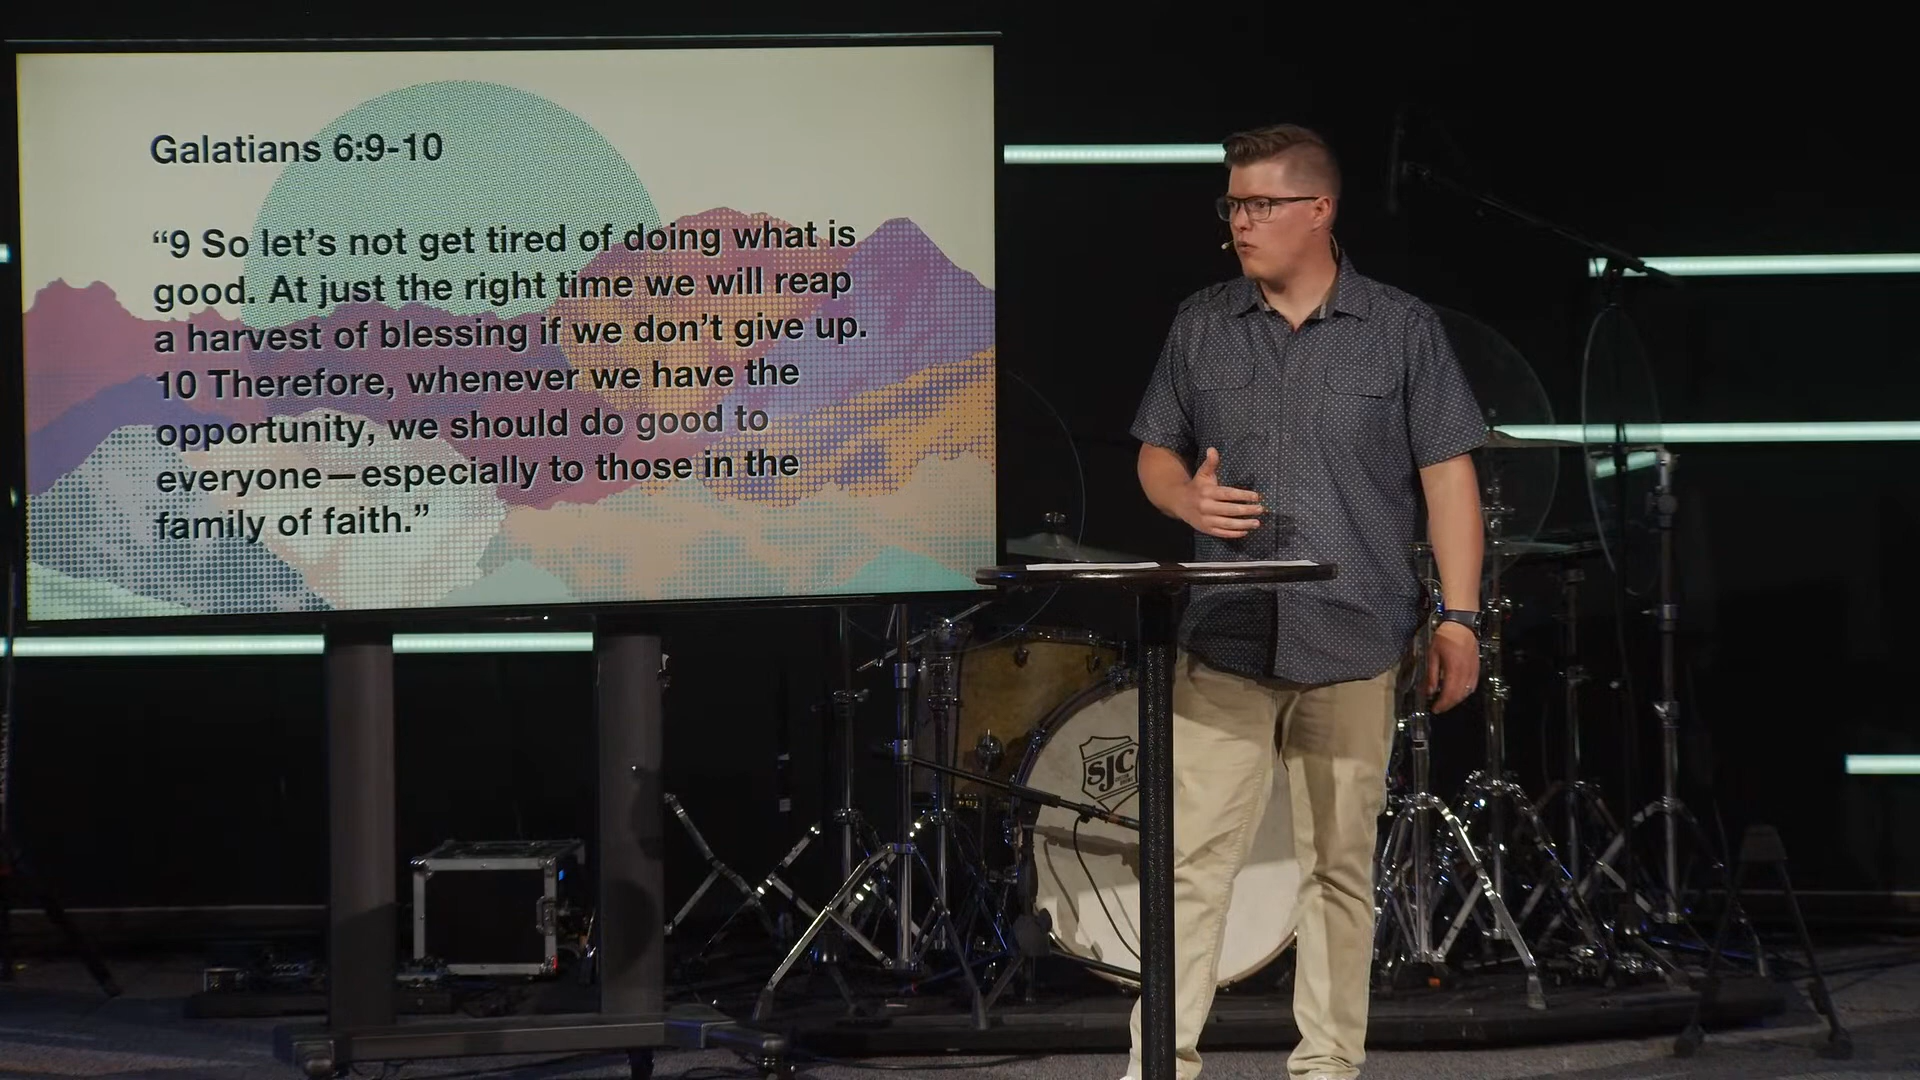 Galatians 6:9-10
“9 So let’s not get tired of doing what is
good. At just the right time we will reap
a harvest of blessing if we don’t give up.
10 Therefore, whenever we have the
opportunity, we should do good to
everyone—especially to those in the
family of faith.”
SJC